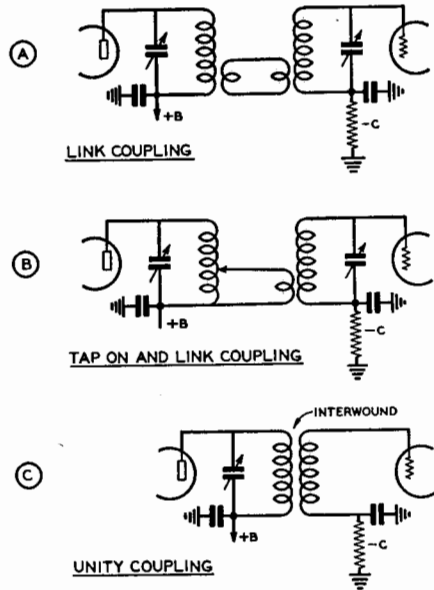 A
+B
-C
LINK COUPLING
B
+B
-C
TAP ON AND LINK COUPLING
INTERWOUND
C
+B
-C
UNITY COUPLING